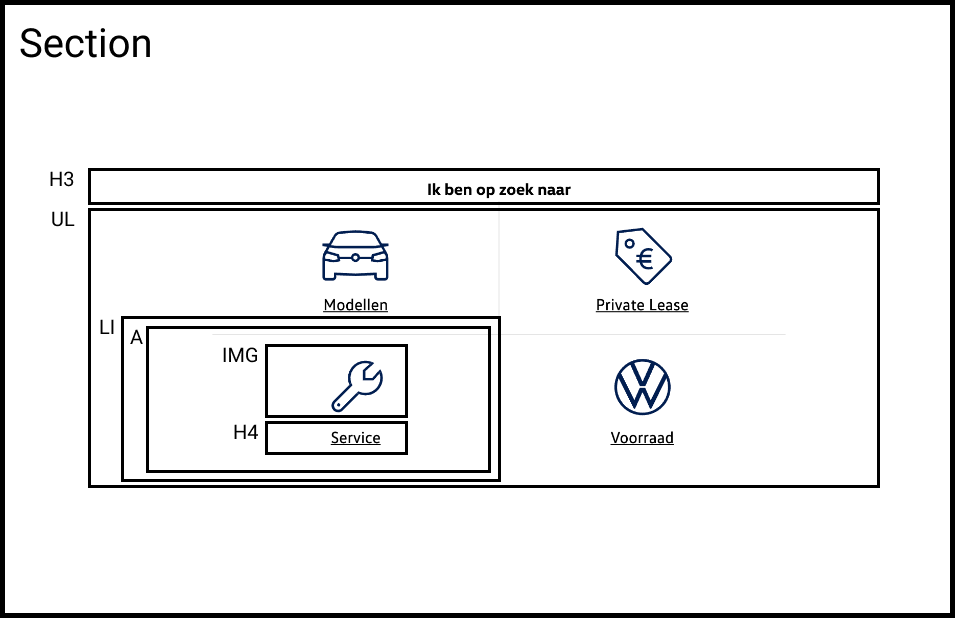 Section
H3
Ik ben op zoek naar
UL
Modellen
Private Lease
LI
A
IMG
H4
Service
Voorraad